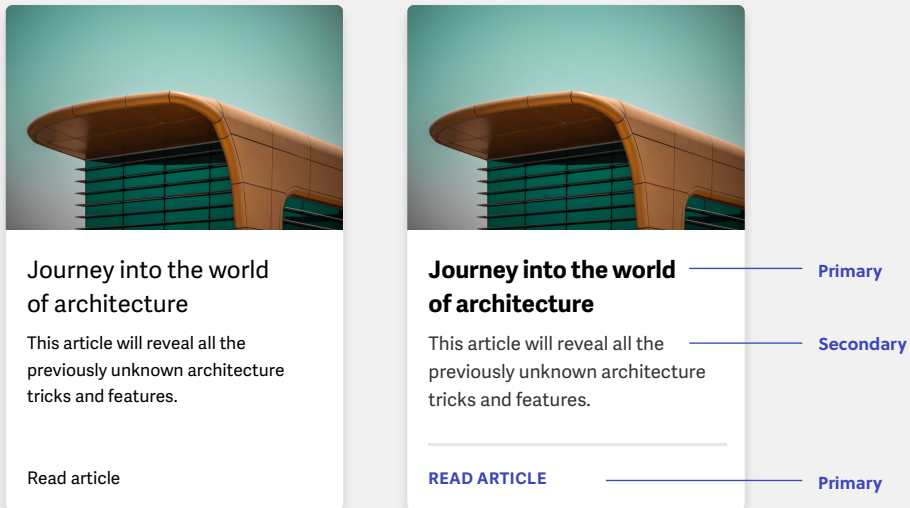 Journey into the world
of architecture
This article will reveal all the
previously unknown architecture
tricks and features.
Read article
Journey into the world
of architecture
This article will reveal all the
previously unknown architecture
tricks and features.
READ ARTICLE
Primary
Secondary
Primary